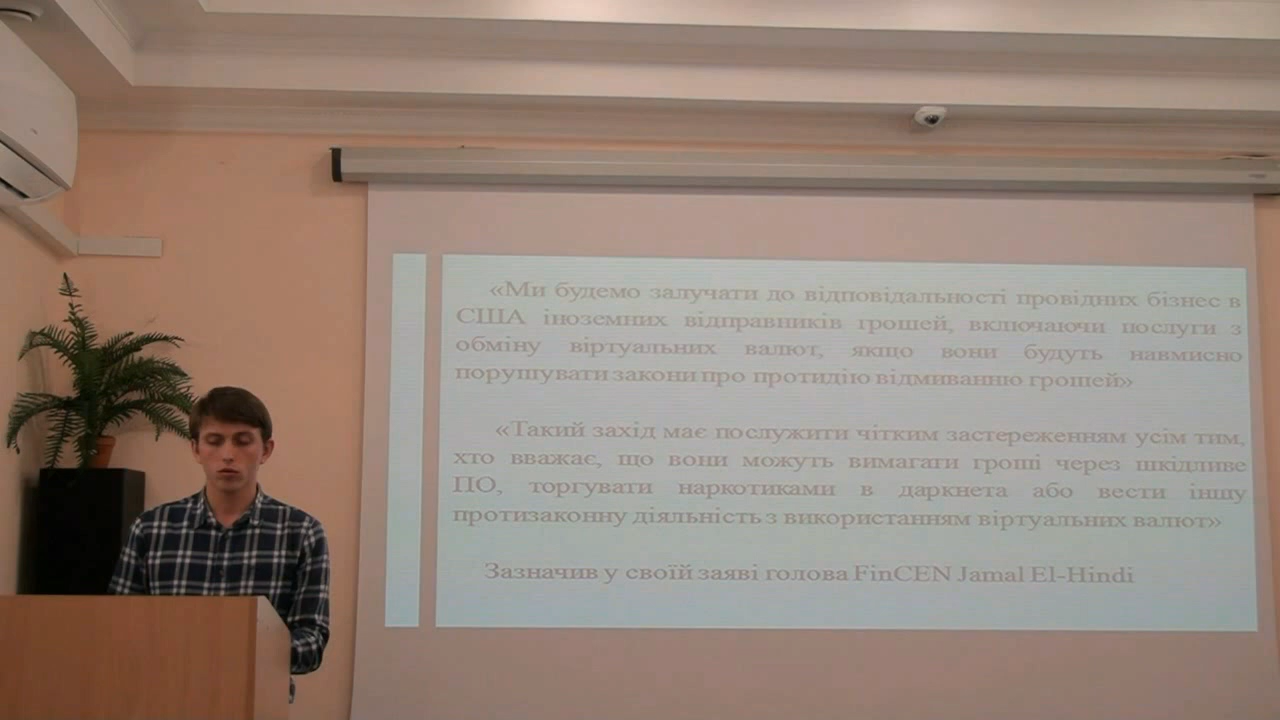 «Ми будемо залучати до відповідальності провідних бізнес в
США іноземних відправників грошей, включаючи послуги з
обміну віртуальних валют, якщо вони будуть навмисно
порушувати закони про протидію відмиванню грошей»
«Такий захід має послужити чітким застереженням усім тим,
хто вважає, що вони можуть вимагати гроші через шкідливе
ПО, торгувати наркотиками в даркнета або вести іншу
протизаконну діяльність з використанням віртуальних валют»
Зазначив у своїй заяві голова FinCEN Jamal El-Hindi